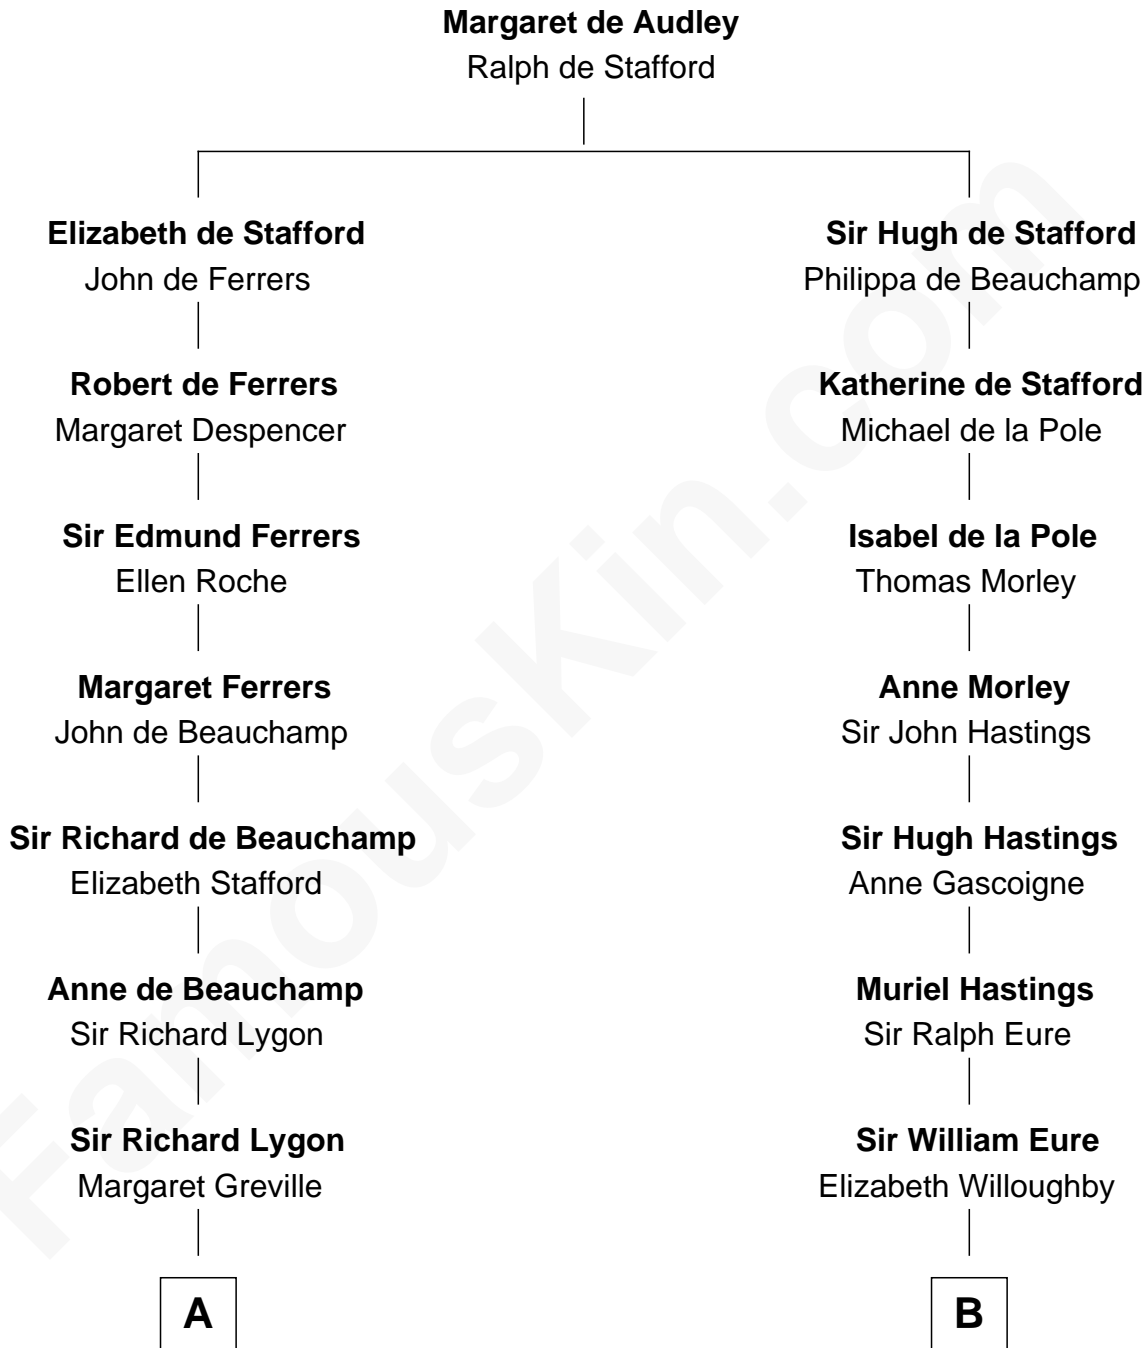 Margaret de Audley
Ralph de Stafford
Elizabeth de Stafford
John de Ferrers
Robert de Ferrers
Margaret Despencer
Sir Edmund Ferrers
Ellen Roche
Margaret Ferrers
John de Beauchamp
Sir Richard de Beauchamp
Elizabeth Stafford
Anne de Beauchamp
Sir Richard Lygon
Sir Richard Lygon
Margaret Greville
A
Sir Hugh de Stafford
Philippa de Beauchamp
Katherine de Stafford
Michael de la Pole
Isabel de la Pole
Thomas Morley
Anne Morley
Sir John Hastings
Sir Hugh Hastings
Anne Gascoigne
Muriel Hastings
Sir Ralph Eure
Sir William Eure
Elizabeth Willoughby
B
FamousKin.com